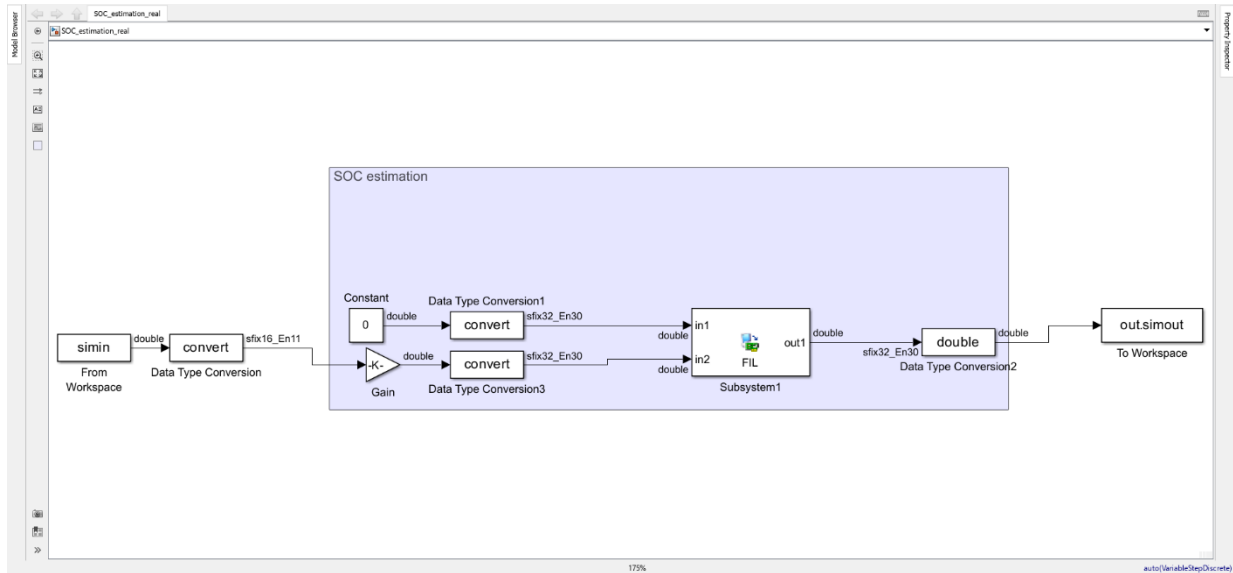 SOC_estimation_real
Model Browser
SOC_estimation_real
Property Inspector
SOC estimation
Constant
0
double
Data Type Conversion1
convert
sfix32_En30
double
in1
FIL
out1
in2
double
Subsystem1
double
sfix32_En30
double
double
Data Type Conversion2
out.simout
To Workspace
simin
From
Workspace
double
convert
Data Type Conversion
sfix16_En11
-K-
Gain
double
convert
Data Type Conversion3
sfix32_En30
175%
auto(VariableStepDiscrete)